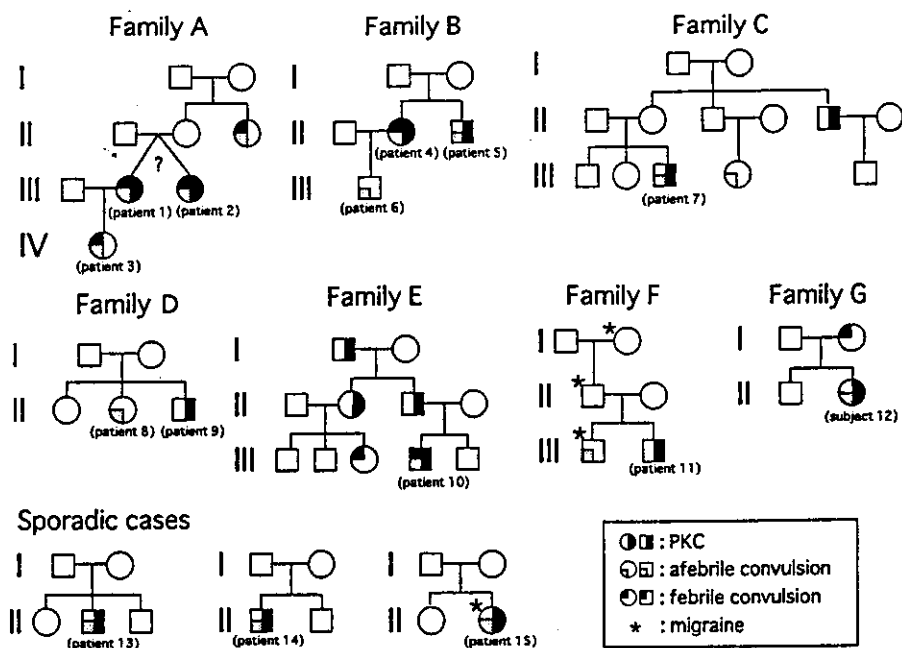 Family A
I
II
?
III
(patient 1) (patient 2)
IV
(patient 3)
Family B
I
II
(patient 4) (patient 5)
III
(patient 6)
Family C
I
II
III
(patient 7)
Family D
I
II
(patient 8) (patient 9)
Family E
I
II
III
(patient 10)
Family F
I *
II *
III *
(patient 11)
Family G
I
II
(subject 12)
Sporadic cases
I
II
(patient 13)
I
II
(patient 14)
I
II *
(patient 15)
: PKC
: afebrile convulsion
: febrile convulsion
* : migraine